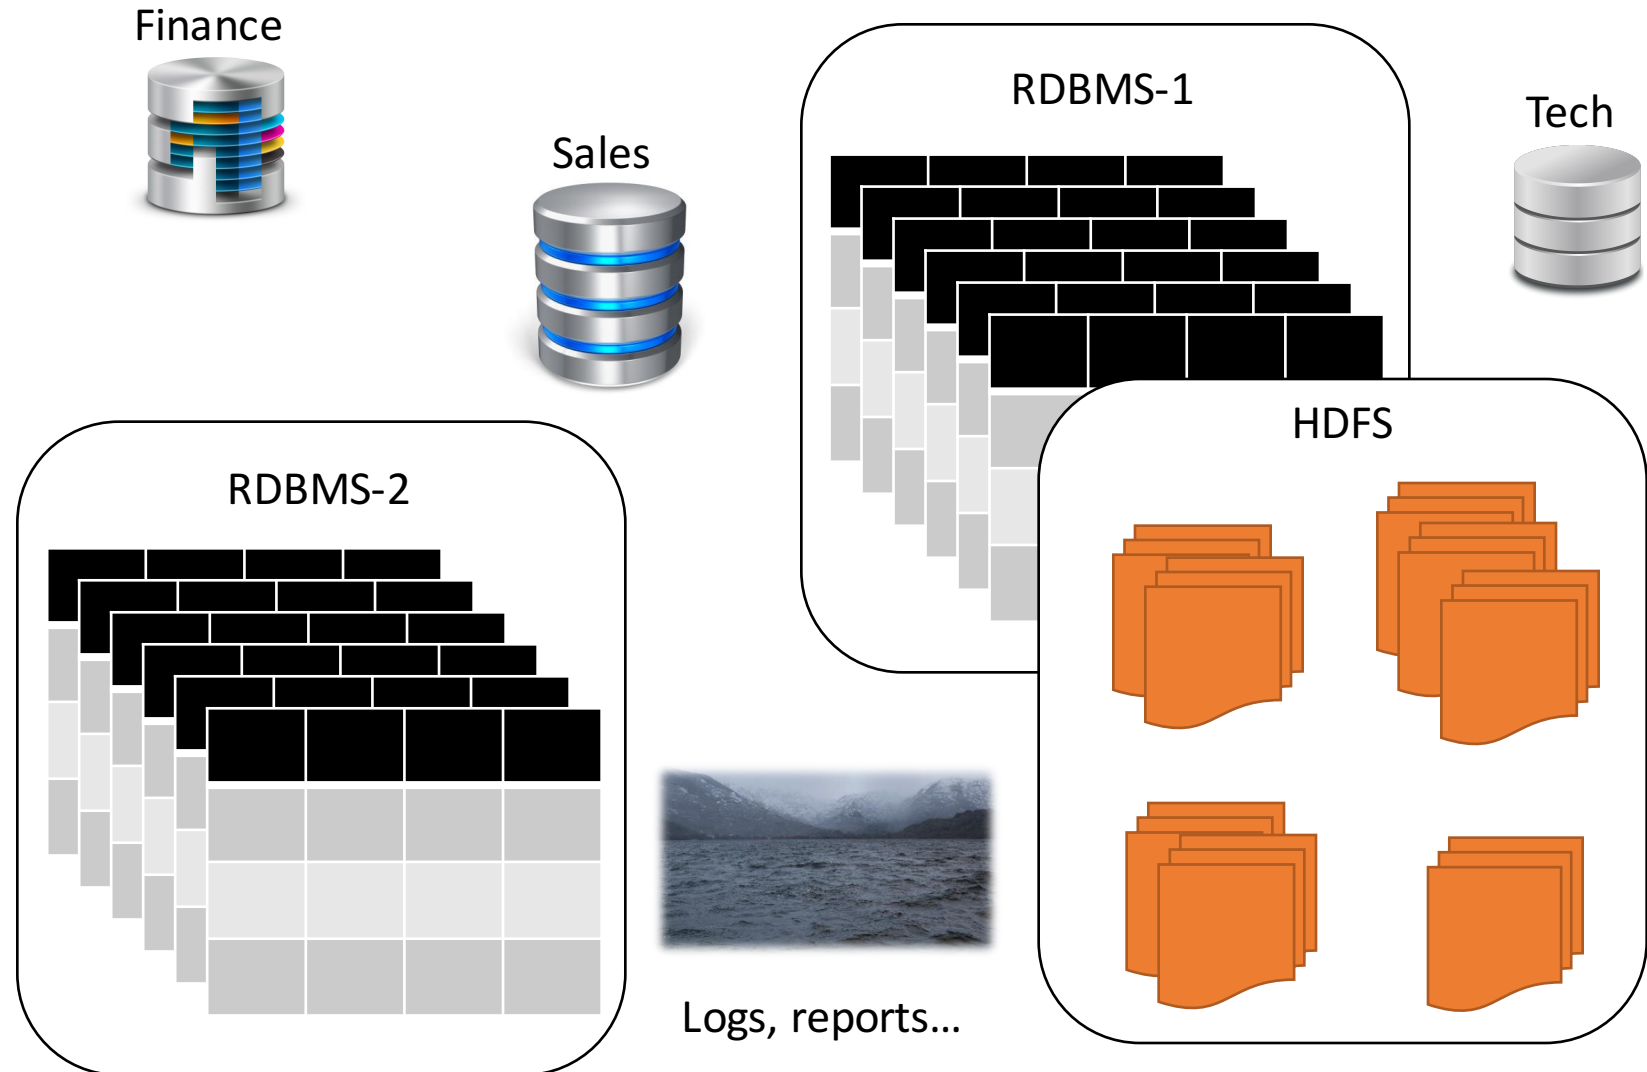 Finance
Sales
RDBMS-1
Tech
HDFS
RDBMS-2
Logs, reports…